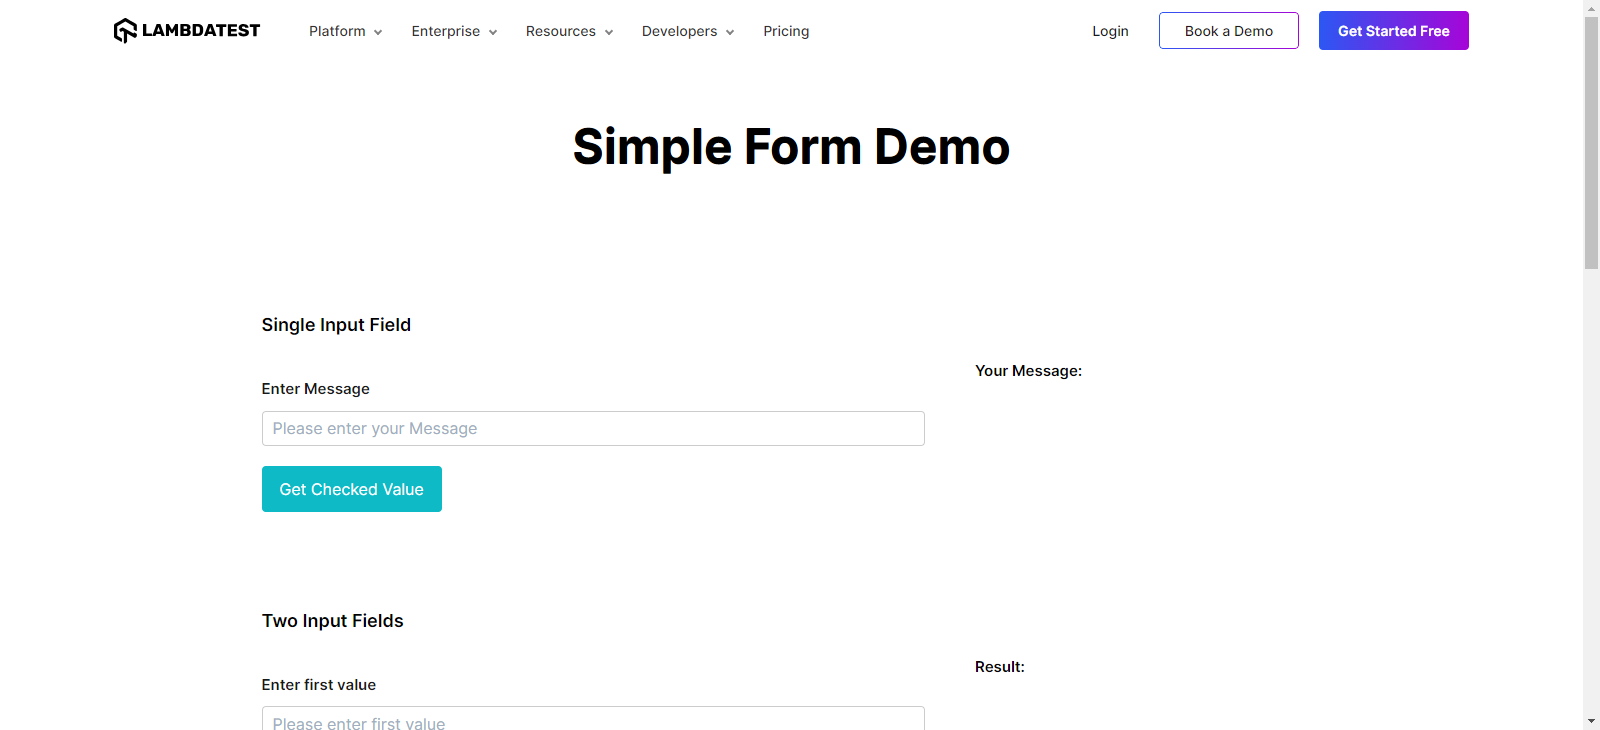 LAMBDATEST Platform Enterprise Resources Developers Pricing Login Book a Demo Get Started Free
Simple Form Demo
Single Input Field
Your Message:
Enter Message
Please enter your Message
Get Checked Value
Two Input Fields
Result:
Enter first value
Please enter first value